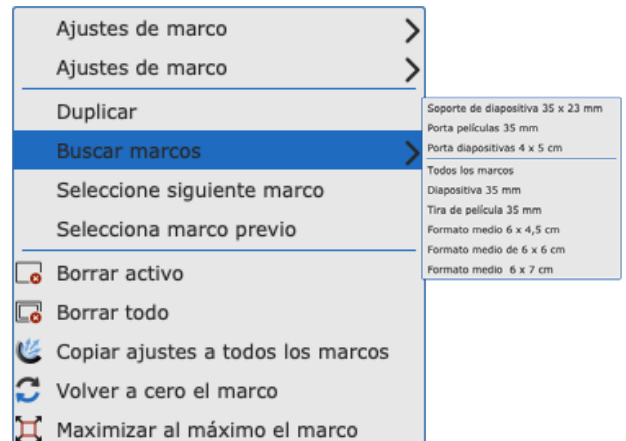 Ajustes de marco
Ajustes de marco
Duplicar
Buscar marcos
Seleccione siguiente marco
Selecciona marco previo
Borrar activo
Borrar todo
Copiar ajustes a todos los marcos
Volver a cero el marco
Maximizar al máximo el marco
Soporte de diapositiva 35 x 23 mm
Porta películas 35 mm
Porta diapositivas 4 x 5 cm
Todos los marcos
Diapositiva 35 mm
Tira de película 35 mm
Formato medio 6 x 4,5 cm
Formato medio de 6 x 6 cm
Formato medio 6 x 7 cm